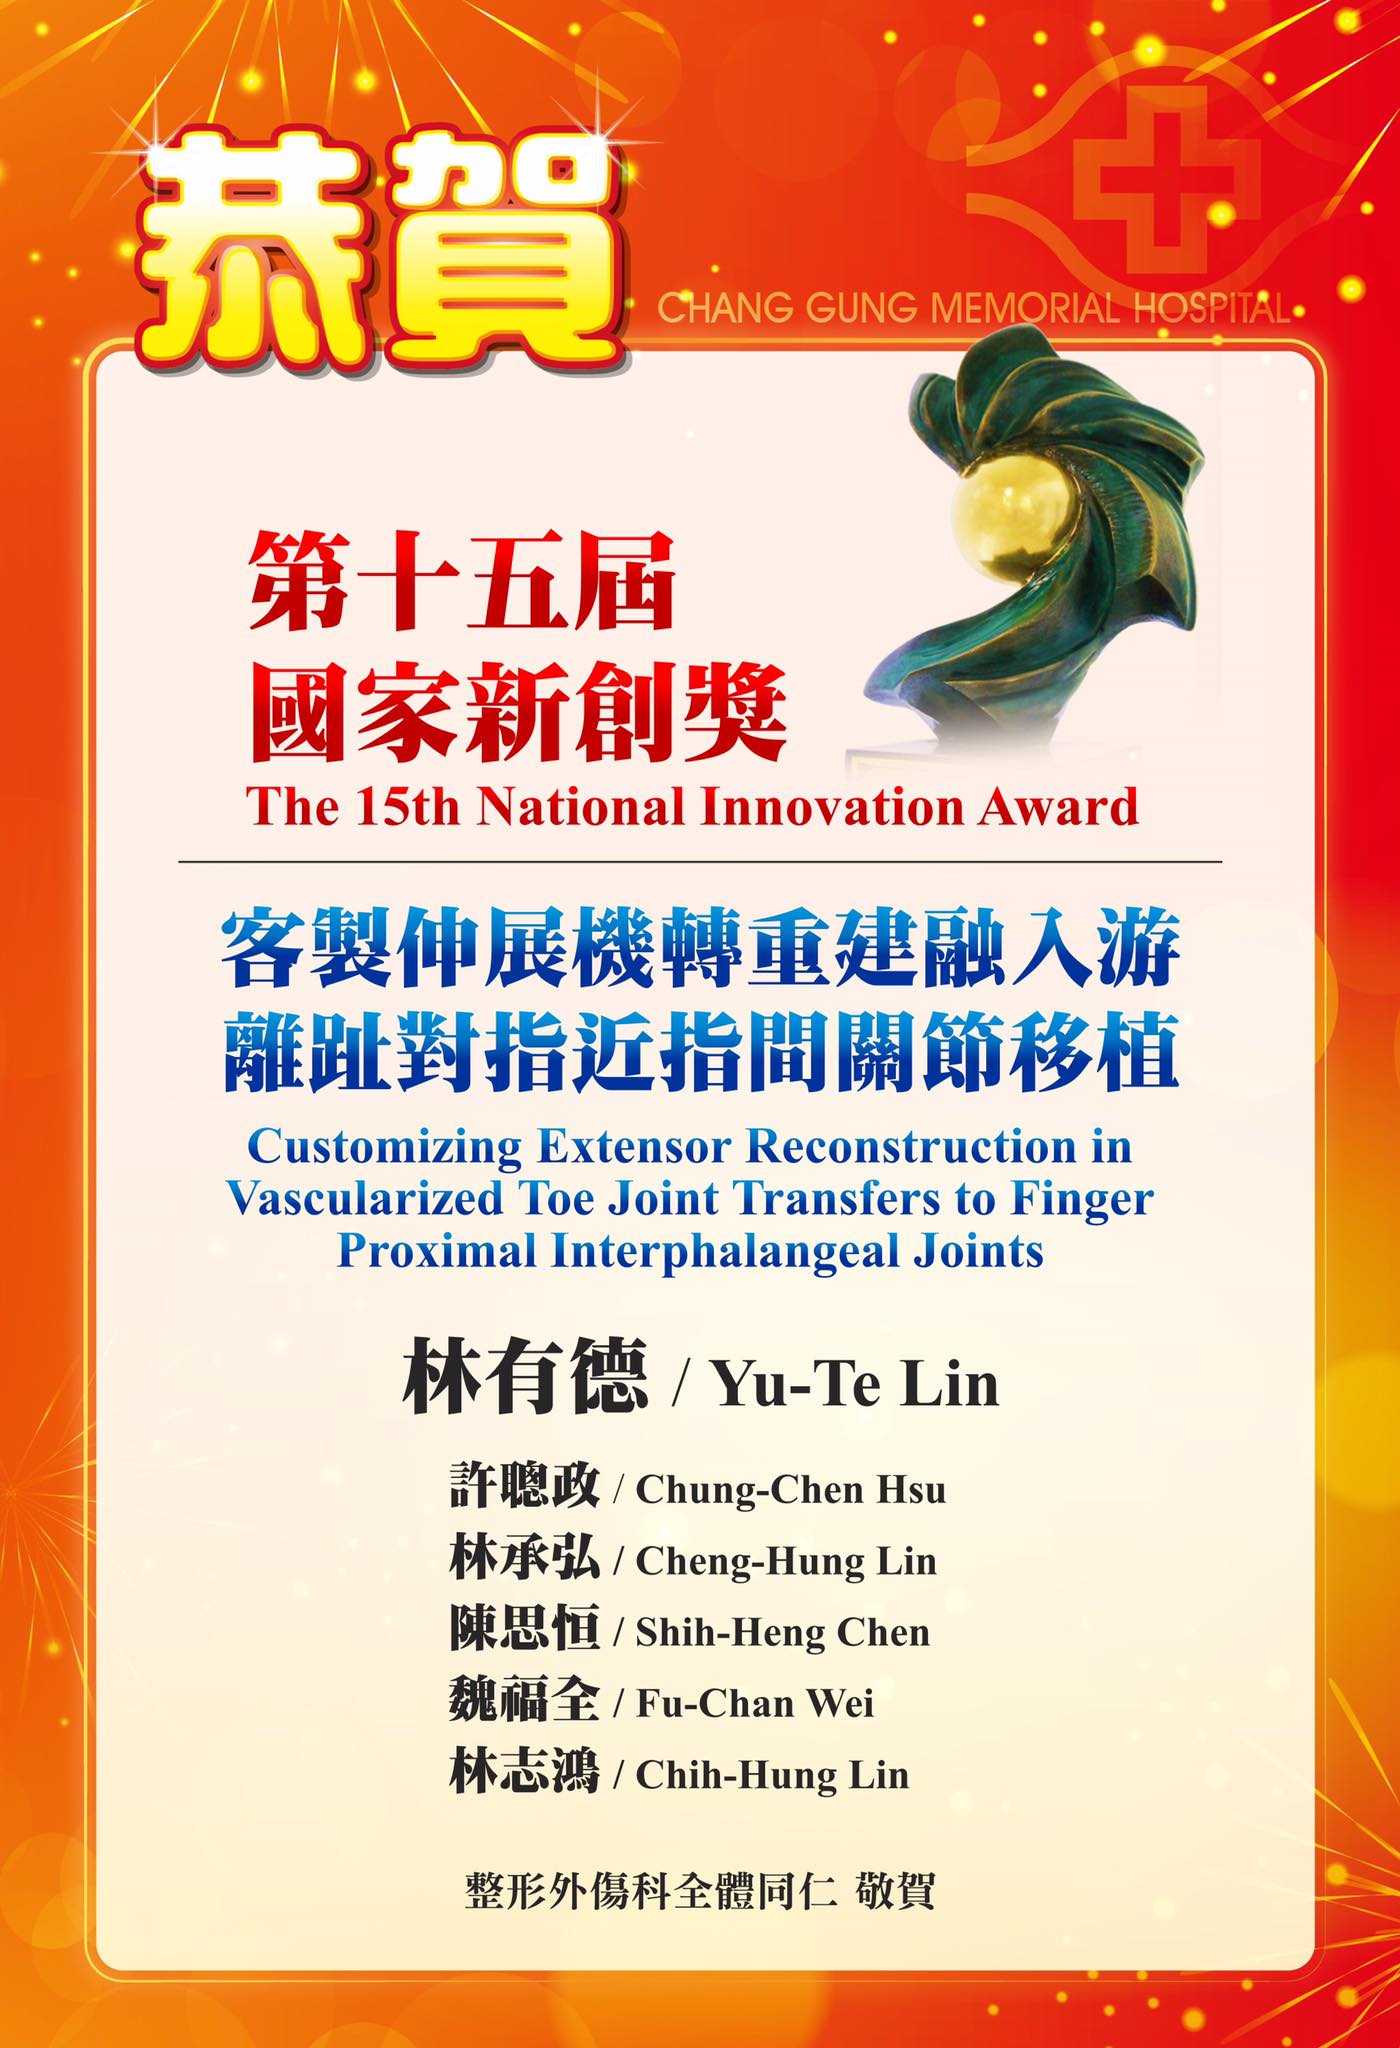 恭賀
CHANG GUNG MEMORIAL HOSPITAL
第十五屆
國家新創獎
The 15th National Innovation Award
客製伸展機轉重建融入游
離趾對指近指間關節移植
Customizing Extensor Reconstruction in
Vascularized Toe Joint Transfers to Finger
Proximal Interphalangeal Joints
林有德 / Yu-Te Lin
許聰政 / Chung-Chen Hsu
林承弘 / Cheng-Hung Lin
陳思恒 / Shih-Heng Chen
魏福全 / Fu-Chan Wei
林志鴻 / Chih-Hung Lin
整形外傷科全體同仁 敬賀